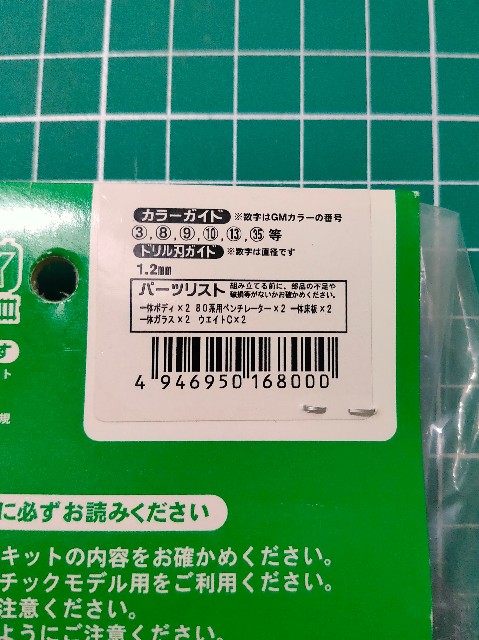 カラーガイド ※数字はGMカラーの番号
③,⑧,⑨,⑩,⑬,㉟等
ドリル刃ガイド ※数字は直径です
1.2mm
パーツリスト 組み立てる前に、部品の不足や
破損等がないかお確かめください。
一体ボディ×2 80系用ベンチレーター×2 一体床板×2
一体ガラス×2 ウエイトC×2
4 946950 168000
す
ト
規
に必ずお読みください
キットの内容をお確かめください。
チックモデル用をご利用ください。
注意ください。
ようにご注意ください。